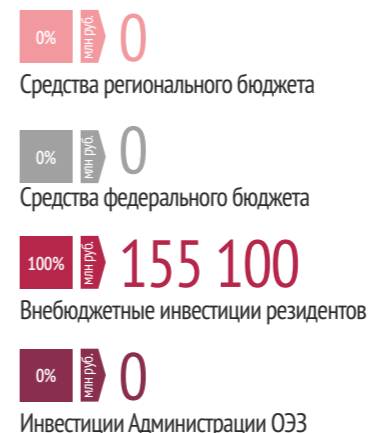 0% млн руб. 0
Средства регионального бюджета
0% млн руб. 0
Средства федерального бюджета
100% млн руб. 155 100
Внебюджетные инвестиции резидентов
0% млн руб. 0
Инвестиции Администрации ОЭЗ